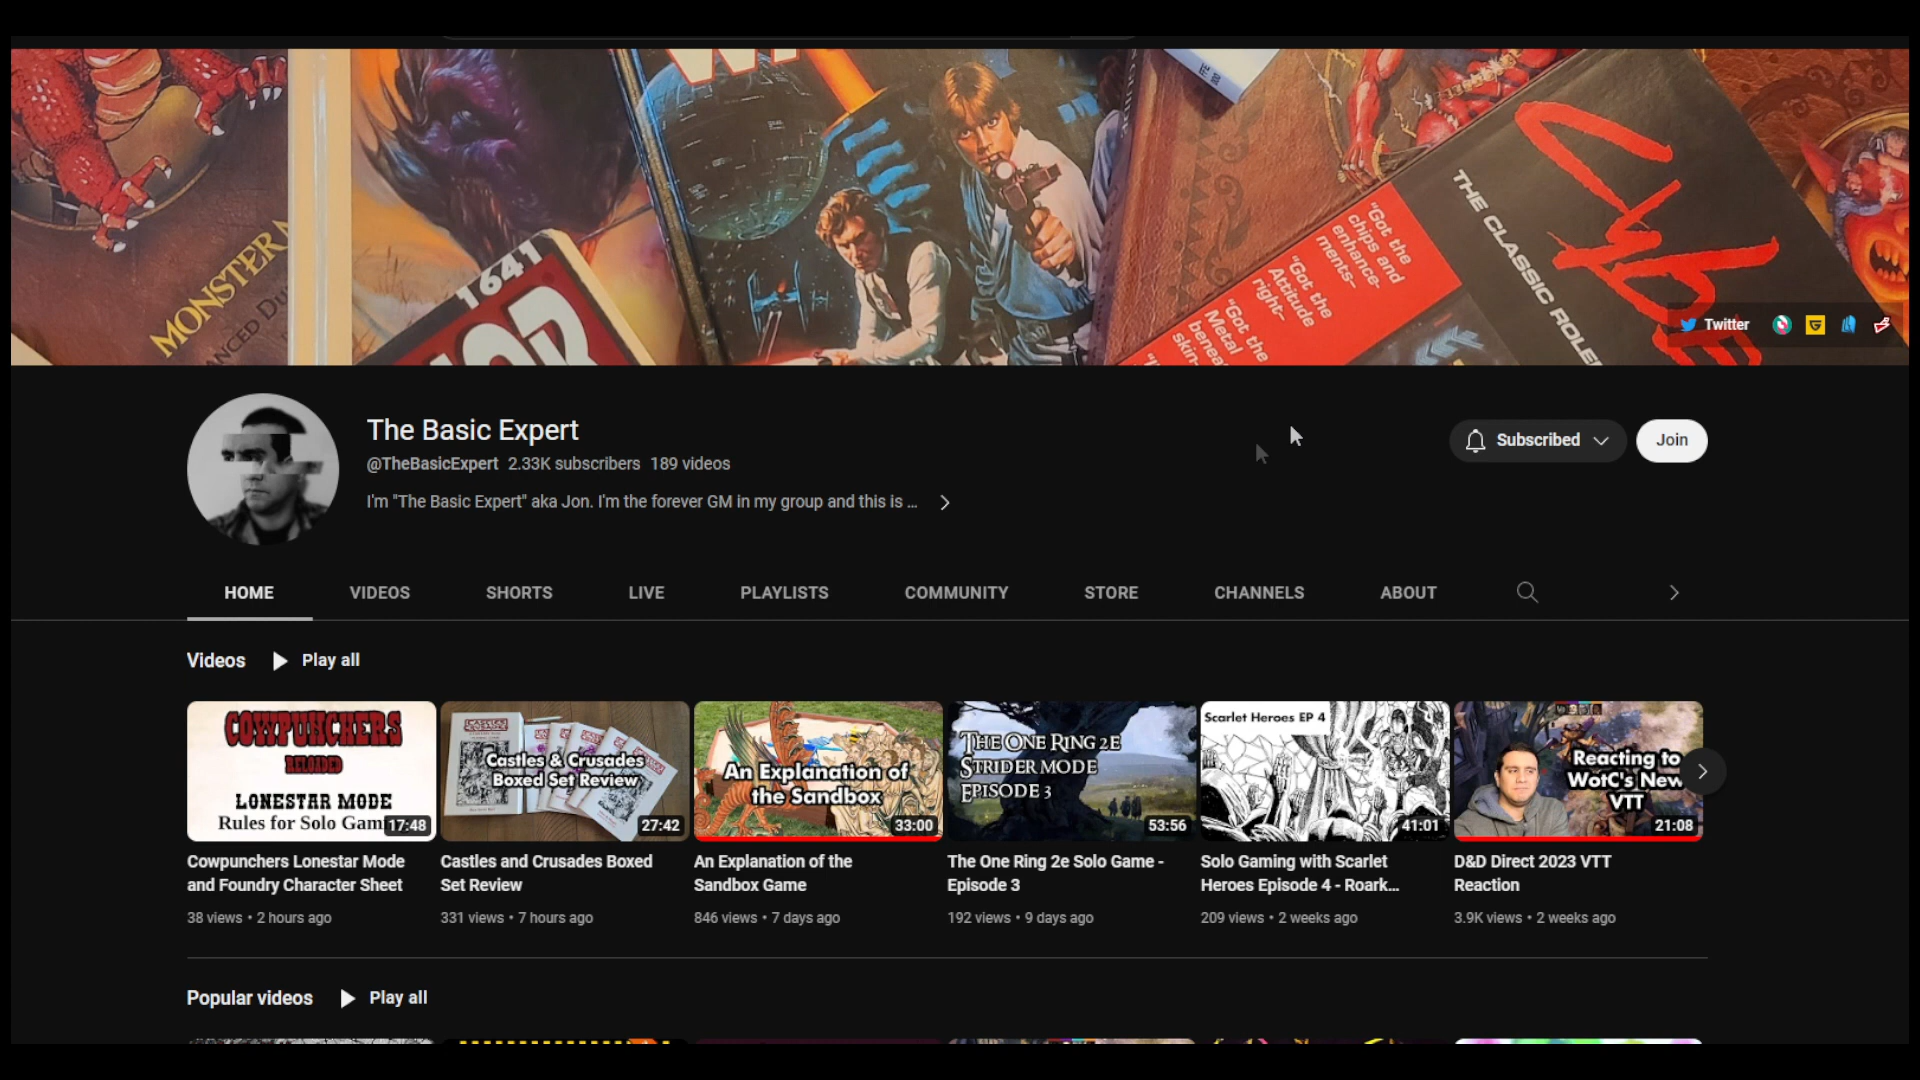 MONSTER
ANCED DU
1641
"Got the
chips and
enhance-
ments-
"Got the
Attitude
right-
"Got the
Metal
benea
skin-
THE CLASSIC ROLE
Cybe
Twitter
The Basic Expert
@TheBasicExpert 2.33K subscribers 189 videos
I'm "The Basic Expert" aka Jon. I'm the forever GM in my group and this is ...
Subscribed
Join
HOME VIDEOS SHORTS LIVE PLAYLISTS COMMUNITY STORE CHANNELS ABOUT
Videos Play all
COWPUNCHERS
RELOADED
LONESTAR MODE
Rules for Solo Gam
17:48
Castles & Crusades
Boxed Set Review
27:42
An Explanation of
the Sandbox
33:00
THE ONE RING 2E
STRIDER MODE
EPISODE 3
53:56
Scarlet Heroes EP 4
41:01
Reacting to
WotC's New
VTT
21:08
Cowpunchers Lonestar Mode
and Foundry Character Sheet
38 views • 2 hours ago
Castles and Crusades Boxed
Set Review
331 views • 7 hours ago
An Explanation of the
Sandbox Game
846 views • 7 days ago
The One Ring 2e Solo Game -
Episode 3
192 views • 9 days ago
Solo Gaming with Scarlet
Heroes Episode 4 - Roark...
209 views • 2 weeks ago
D&D Direct 2023 VTT
Reaction
3.9K views • 2 weeks ago
Popular videos Play all